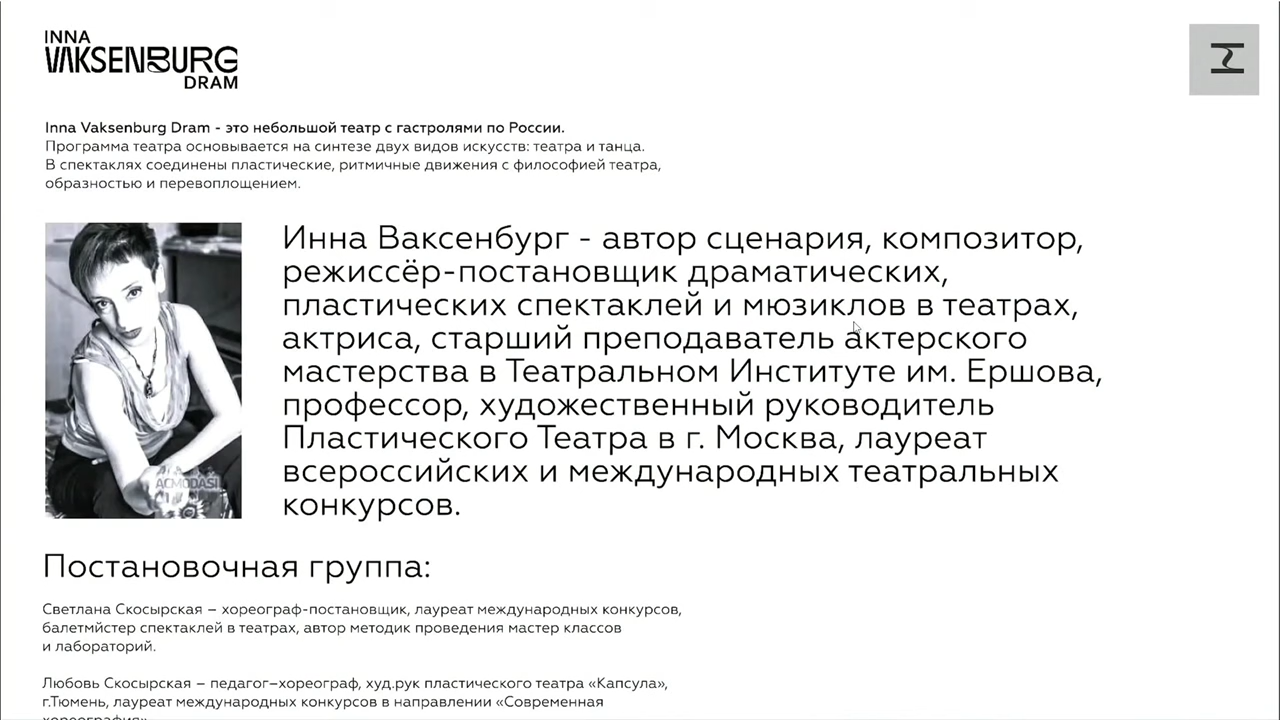 INNA
VAKSENBURG
DRAM
Inna Vaksenburg Dram - это небольшой театр с гастролями по России.
Программа театра основывается на синтезе двух видов искусств: театра и танца.
В спектаклях соединены пластические, ритмичные движения с философией театра,
образностью и перевоплощением.
Инна Ваксенбург - автор сценария, композитор,
режиссёр-постановщик драматических,
пластических спектаклей и мюзиклов в театрах,
актриса, старший преподаватель актерского
мастерства в Театральном Институте им. Ершова,
профессор, художественный руководитель
Пластического Театра в г. Москва, лауреат
всероссийских и международных театральных
конкурсов.
ACMODASI
Постановочная группа:
Светлана Скосырская – хореограф-постановщик, лауреат международных конкурсов,
балетмйстер спектаклей в театрах, автор методик проведения мастер классов
и лабораторий.
Любовь Скосырская – педагог–хореограф, худ.рук пластического театра «Капсула»,
г.Тюмень, лауреат международных конкурсов в направлении «Современная
хореография»